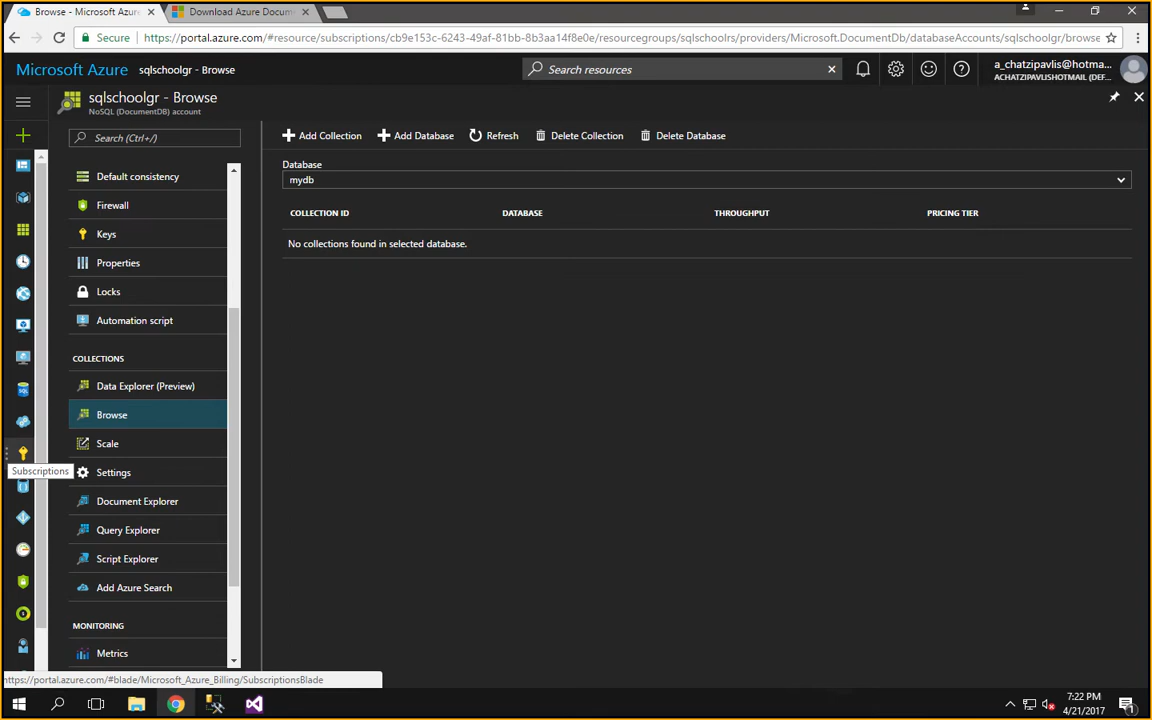 Browse - Microsoft Azure
Download Azure Docum
Secure
https://portal.azure.com/#resource/subscriptions/cb9e153c-6243-49af-81bb-8b3aa14f8e0e/resourcegroups/sqlschoolrs/providers/Microsoft.DocumentDb/databaseAccounts/sqlschoolgr/browse
Microsoft Azure
sqlschoolgr - Browse
Search resources
a_chatzipavlis@hotma...
ACHATZIPAVLISHOTMAIL (DEF...
sqlschoolgr - Browse
NoSQL (DocumentDB) account
Search (Ctrl+/)
Add Collection
Add Database
Refresh
Delete Collection
Delete Database
Database
mydb
COLLECTION ID
DATABASE
THROUGHPUT
PRICING TIER
No collections found in selected database.
Default consistency
Firewall
Keys
Properties
Locks
Automation script
COLLECTIONS
Data Explorer (Preview)
Browse
Scale
Subscriptions
Settings
Document Explorer
Query Explorer
Script Explorer
Add Azure Search
MONITORING
Metrics
https://portal.azure.com/#blade/Microsoft_Azure_Billing/SubscriptionsBlade
7:22 PM
4/21/2017